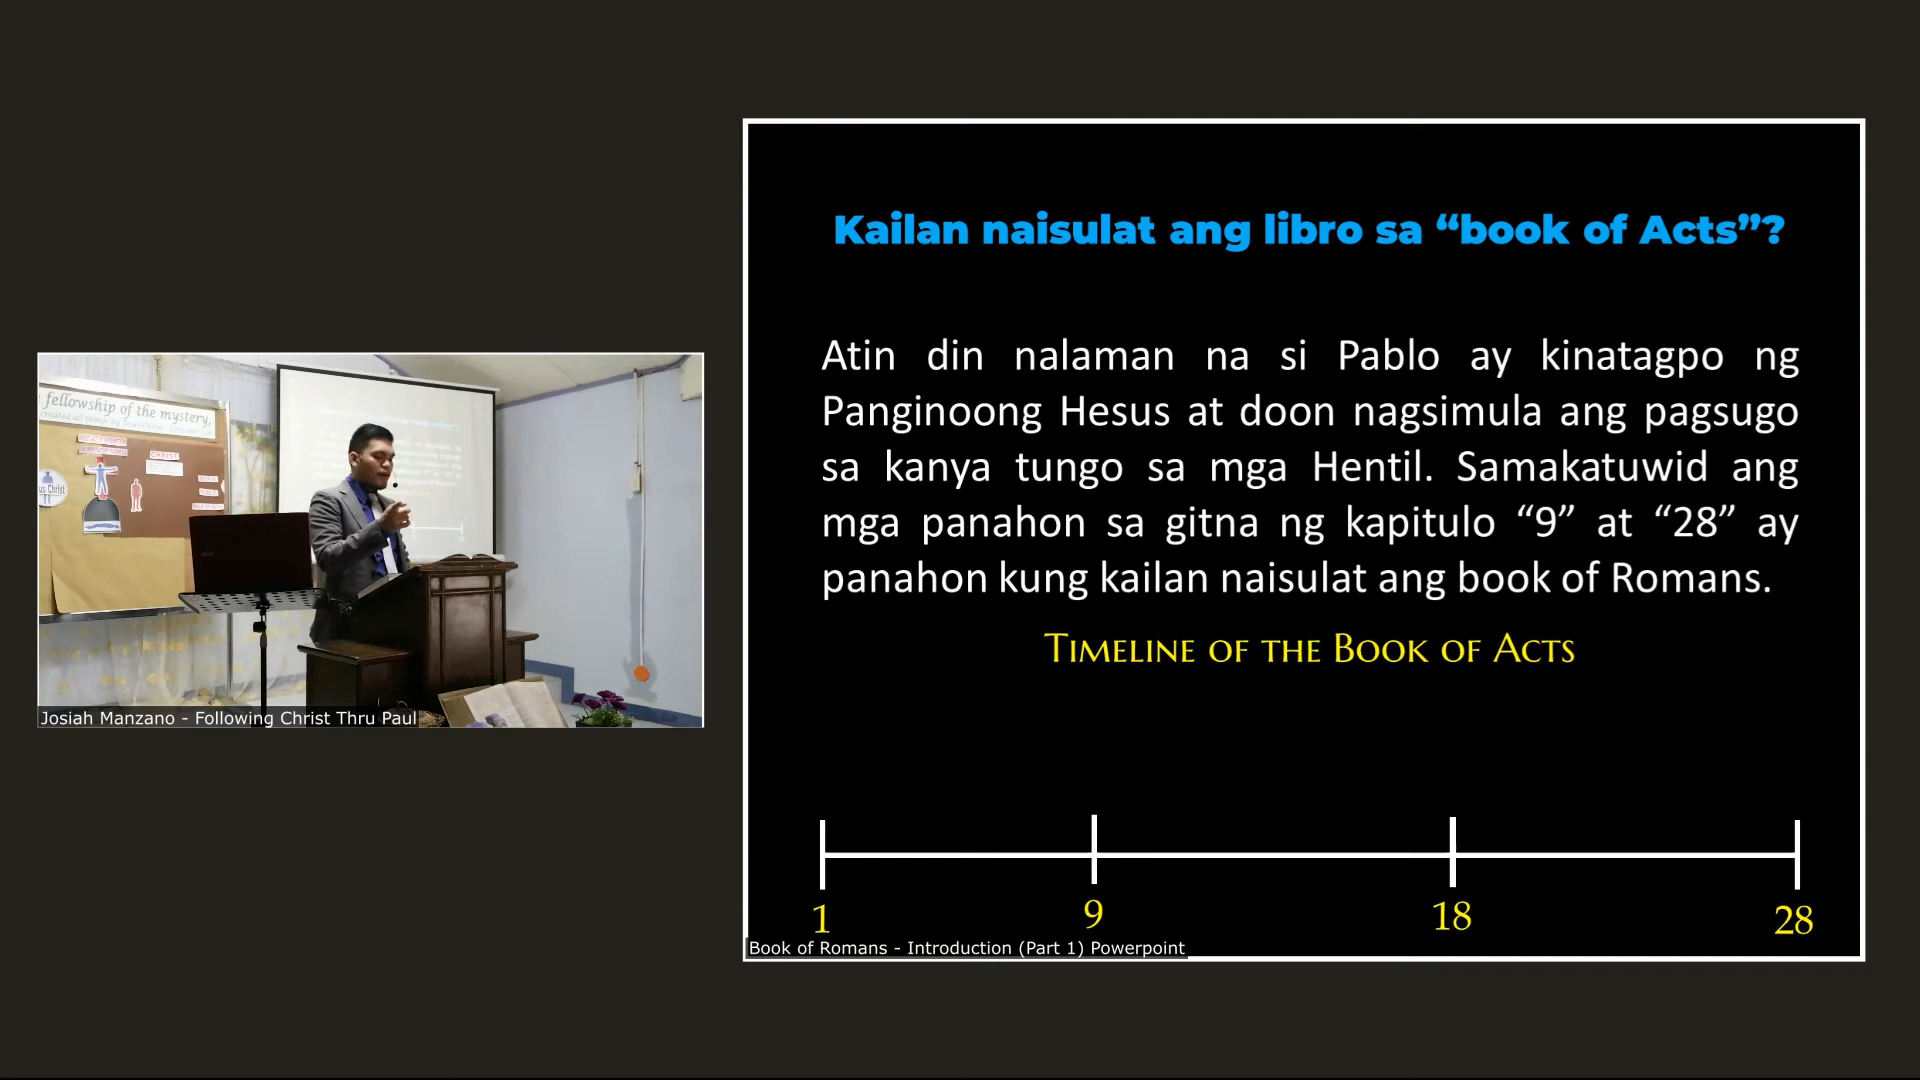 fellowship of the mystery,
CHRIST
us Christ
Josiah Manzano - Following Christ Thru Paul
Kailan naisulat ang libro sa “book of Acts”?
Atin din nalaman na si Pablo ay kinatagpo ng
Panginoong Hesus at doon nagsimula ang pagsugo
sa kanya tungo sa mga Hentil. Samakatuwid ang
mga panahon sa gitna ng kapitulo “9” at “28” ay
panahon kung kailan naisulat ang book of Romans.
Timeline of the Book of Acts
1 9 18 28
Book of Romans - Introduction (Part 1) Powerpoint